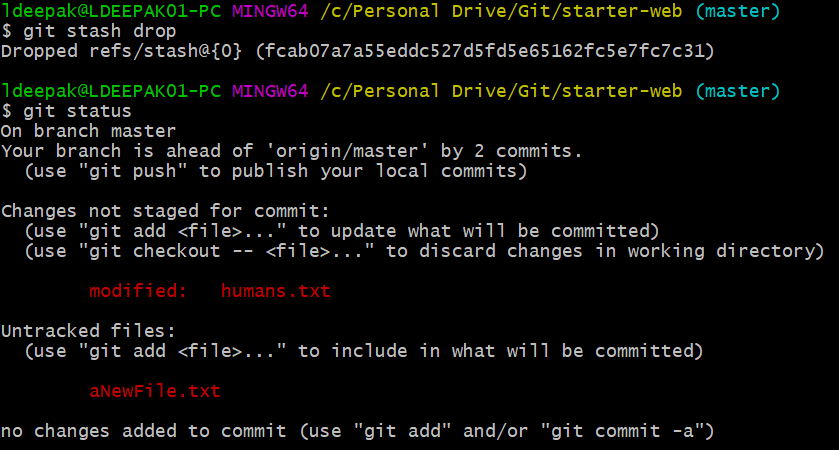 ldeepak@LDEEPAK01-PC MINGW64 /c/Personal Drive/Git/starter-web (master)
$ git stash drop
Dropped refs/stash@{0} (fcab07a7a55eddc527d5fd5e65162fc5e7fc7c31)
ldeepak@LDEEPAK01-PC MINGW64 /c/Personal Drive/Git/starter-web (master)
$ git status
On branch master
Your branch is ahead of 'origin/master' by 2 commits.
  (use "git push" to publish your local commits)
Changes not staged for commit:
  (use "git add <file>..." to update what will be committed)
  (use "git checkout -- <file>..." to discard changes in working directory)
        modified:   humans.txt
Untracked files:
  (use "git add <file>..." to include in what will be committed)
        aNewFile.txt
no changes added to commit (use "git add" and/or "git commit -a")